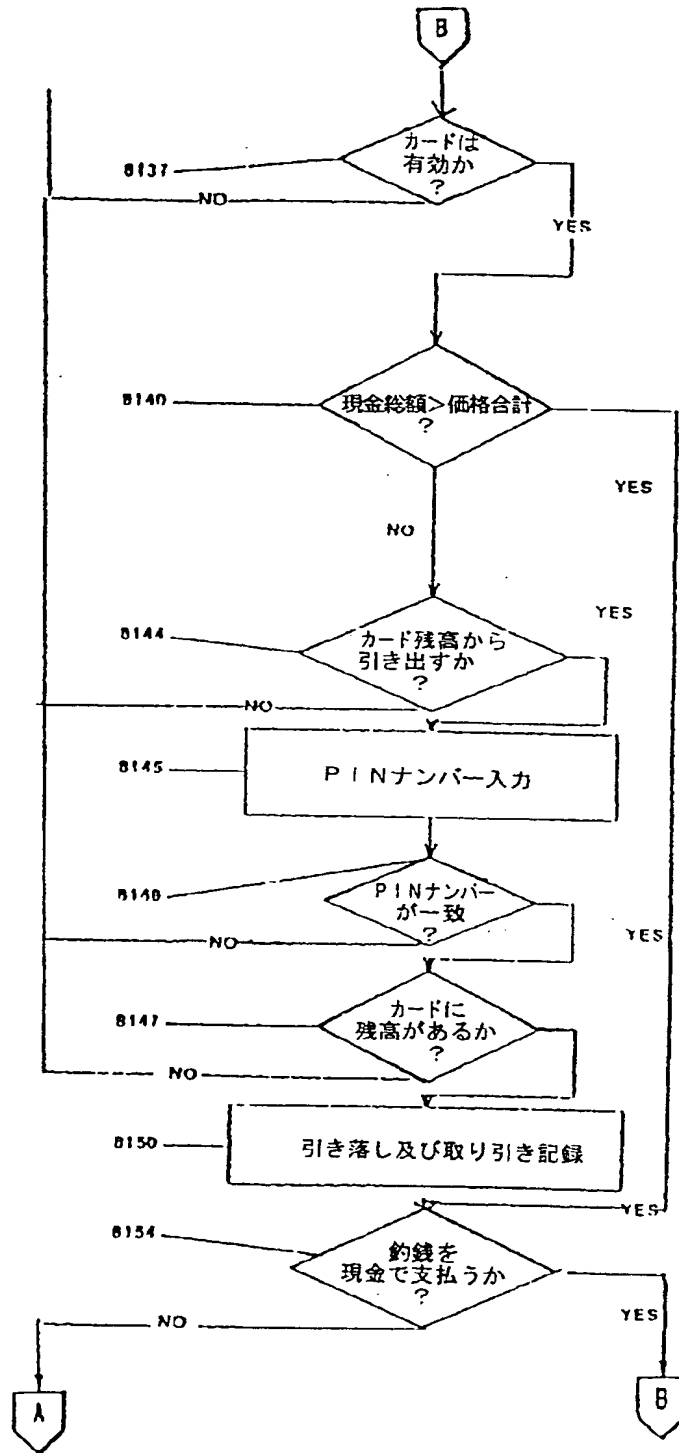 B
カードは
有効か
?
8137
NO
YES
8140
現金総額>価格合計
?
YES
NO
YES
8144
カード残高から
引き出すか
?
NO
8145
PINナンバー入力
8148
PINナンバー
が一致
?
NO
YES
8147
カードに
残高があるか
?
NO
8150
引き落し及び取り引き記録
YES
8154
釣銭を
現金で支払うか
?
NO
YES
A
B